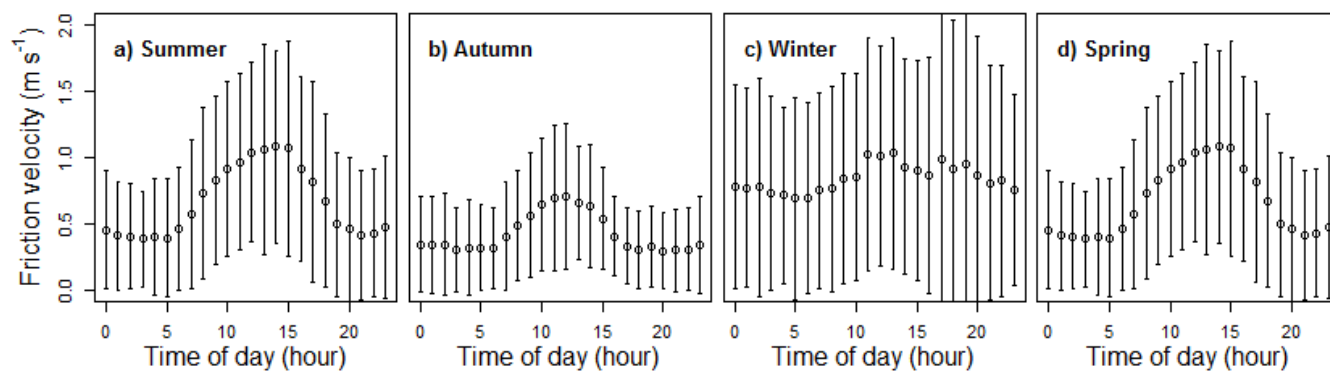 Friction velocity (m s⁻¹)
2.0
1.5
1.0
0.5
0.0
a) Summer
b) Autumn
c) Winter
d) Spring
0 5 10 15 20
0 5 10 15 20
0 5 10 15 20
0 5 10 15 20
Time of day (hour)
Time of day (hour)
Time of day (hour)
Time of day (hour)